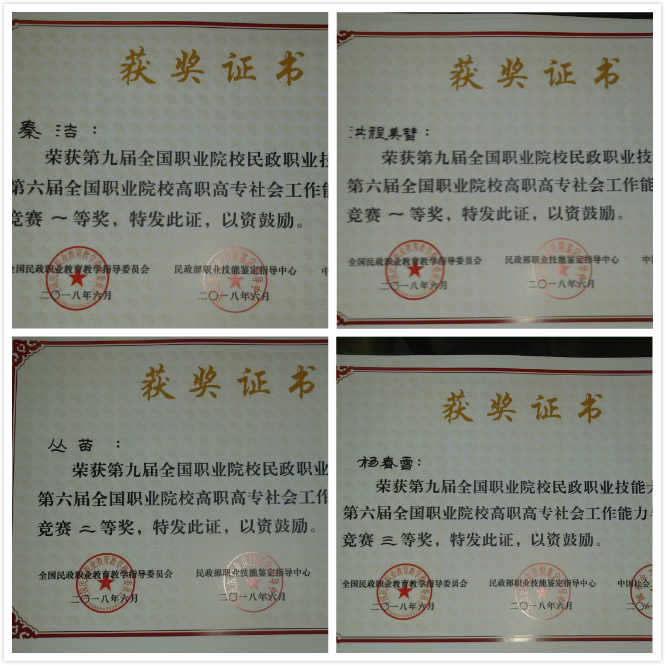 获奖证书
秦洁：
荣获第九届全国职业院校民政职业技
第六届全国职业院校高职高专社会工作能
竞赛一等奖，特发此证，以资鼓励。
全国民政职业教育教学指导委员会 民政部职业技能鉴定指导中心 中
二〇一八年六月 二〇一八年六月
获奖证书
洪程美赞：
荣获第九届全国职业院校民政职业技
第六届全国职业院校高职高专社会工作能
竞赛一等奖，特发此证，以资鼓励。
全国民政职业教育教学指导委员会 民政部职业技能鉴定指导中心 中国
二〇一八年六月 二〇一八年六月
获奖证书
丛苗：
荣获第九届全国职业院校民政职业
第六届全国职业院校高职高专社会工作
竞赛二等奖，特发此证，以资鼓励。
全国民政职业教育教学指导委员会 民政部职业技能鉴定指导中心
二〇一八年六月 二〇一八年六月
获奖证书
杨春雪：
荣获第九届全国职业院校民政职业技能
第六届全国职业院校高职高专社会工作能力
竞赛三等奖，特发此证，以资鼓励。
全国民政职业教育教学指导委员会 民政部职业技能鉴定指导中心 中国社会
二〇一八年六月 二〇一八年六月